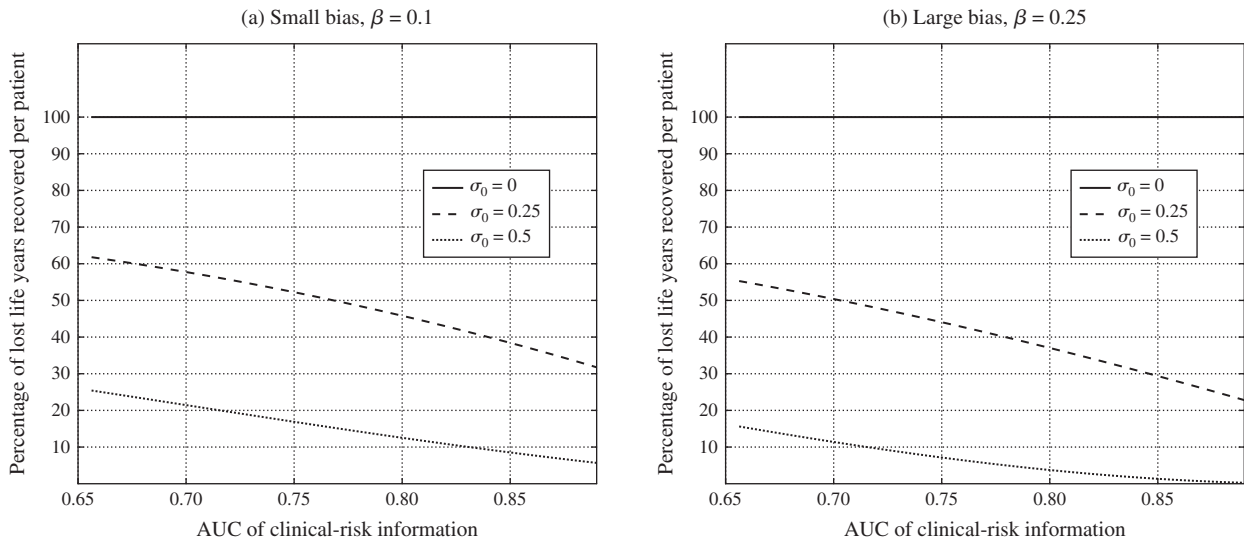 (a) Small bias, β = 0.1
Percentage of lost life years recovered per patient
100
90
80
70
60
50
40
30
20
10
σ0 = 0
σ0 = 0.25
σ0 = 0.5
0.65
0.70
0.75
0.80
0.85
AUC of clinical-risk information
(b) Large bias, β = 0.25
Percentage of lost life years recovered per patient
100
90
80
70
60
50
40
30
20
10
σ0 = 0
σ0 = 0.25
σ0 = 0.5
0.65
0.70
0.75
0.80
0.85
AUC of clinical-risk information